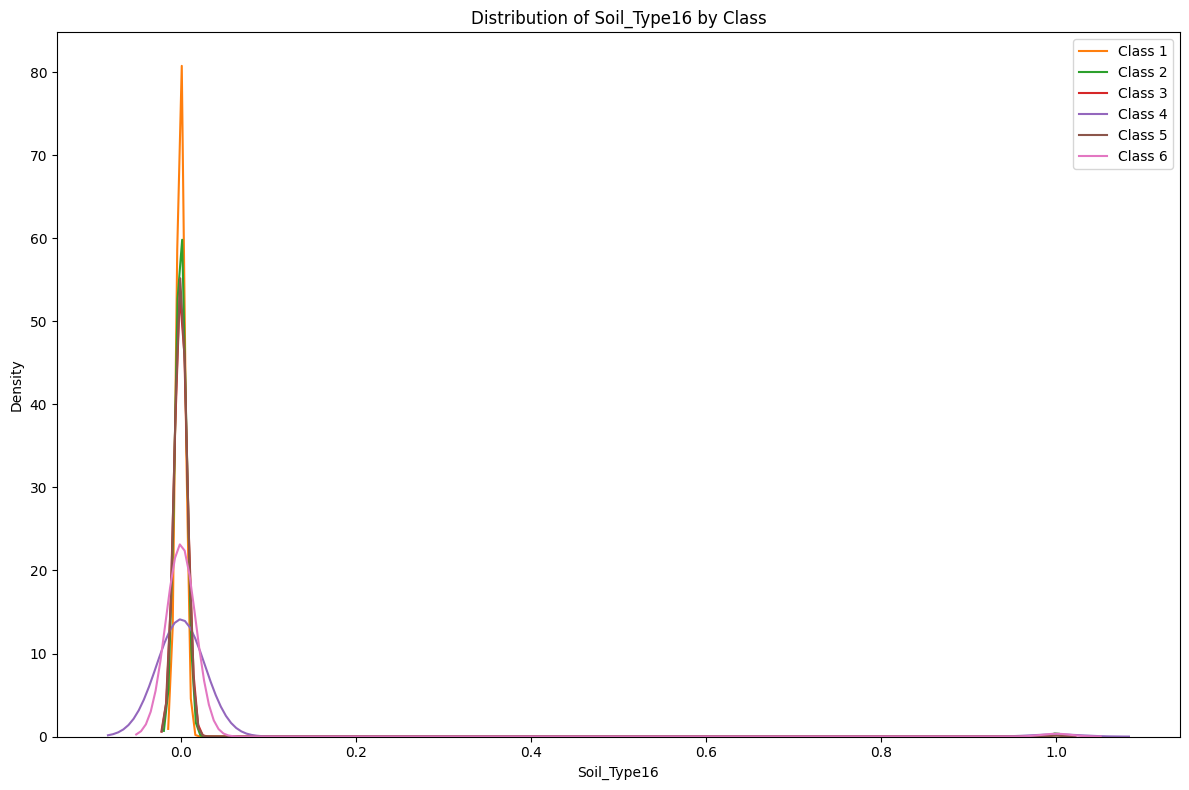 Distribution of Soil_Type16 by Class
Class 1
Class 2
Class 3
Class 4
Class 5
Class 6
Density
80
70
60
50
40
30
20
10
0
0.0 0.2 0.4 0.6 0.8 1.0
Soil_Type16